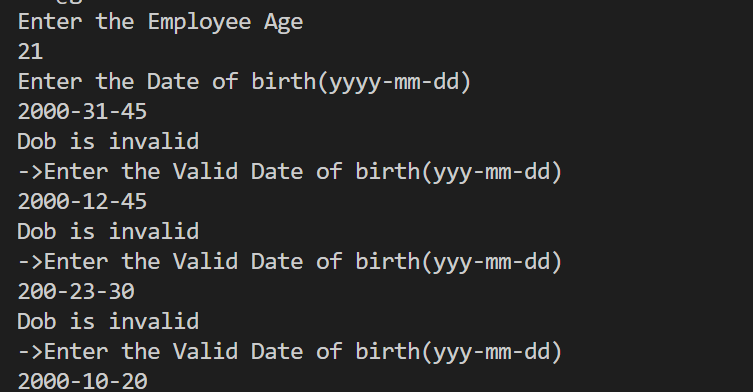 Enter the Employee Age
21
Enter the Date of birth(yyyy-mm-dd)
2000-31-45
Dob is invalid
->Enter the Valid Date of birth(yyy-mm-dd)
2000-12-45
Dob is invalid
->Enter the Valid Date of birth(yyy-mm-dd)
200-23-30
Dob is invalid
->Enter the Valid Date of birth(yyy-mm-dd)
2000-10-20